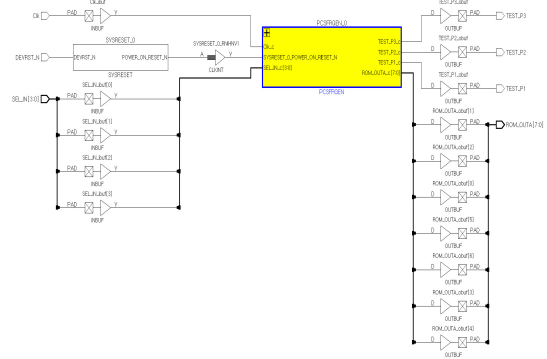 Clk_ibuf
Clk PAD Y
INBUF
SYSRESET_0
DEVRST_N DEVRST_N POWER_ON_RESET_N
SYSRESET
SYSRESET_0_RNIHNVI
A Y
CLKINT
SEL_IN[3:0]
SEL_IN_ibuf[0]
PAD Y
INBUF
SEL_IN_ibuf[1]
PAD Y
INBUF
SEL_IN_ibuf[2]
PAD Y
INBUF
SEL_IN_ibuf[3]
PAD Y
INBUF
PCSFRGEN_0
Clk_c
SYSRESET_0_POWER_ON_RESET_N
SEL_IN_c[3:0]
TEST_P3_c
TEST_P2_c
TEST_P1_c
ROM_OUTA_c[7:0]
PCSFRGEN
TEST_P3_obuf
D PAD TEST_P3
OUTBUF
TEST_P2_obuf
D PAD TEST_P2
OUTBUF
TEST_P1_obuf
D PAD TEST_P1
OUTBUF
ROM_OUTA_obuf[1]
D PAD ROM_OUTA[7:0]
OUTBUF
ROM_OUTA_obuf[2]
D PAD
OUTBUF
ROM_OUTA_obuf[0]
D PAD
OUTBUF
ROM_OUTA_obuf[5]
D PAD
OUTBUF
ROM_OUTA_obuf[6]
D PAD
OUTBUF
ROM_OUTA_obuf[3]
D PAD
OUTBUF
ROM_OUTA_obuf[4]
D PAD
OUTBUF